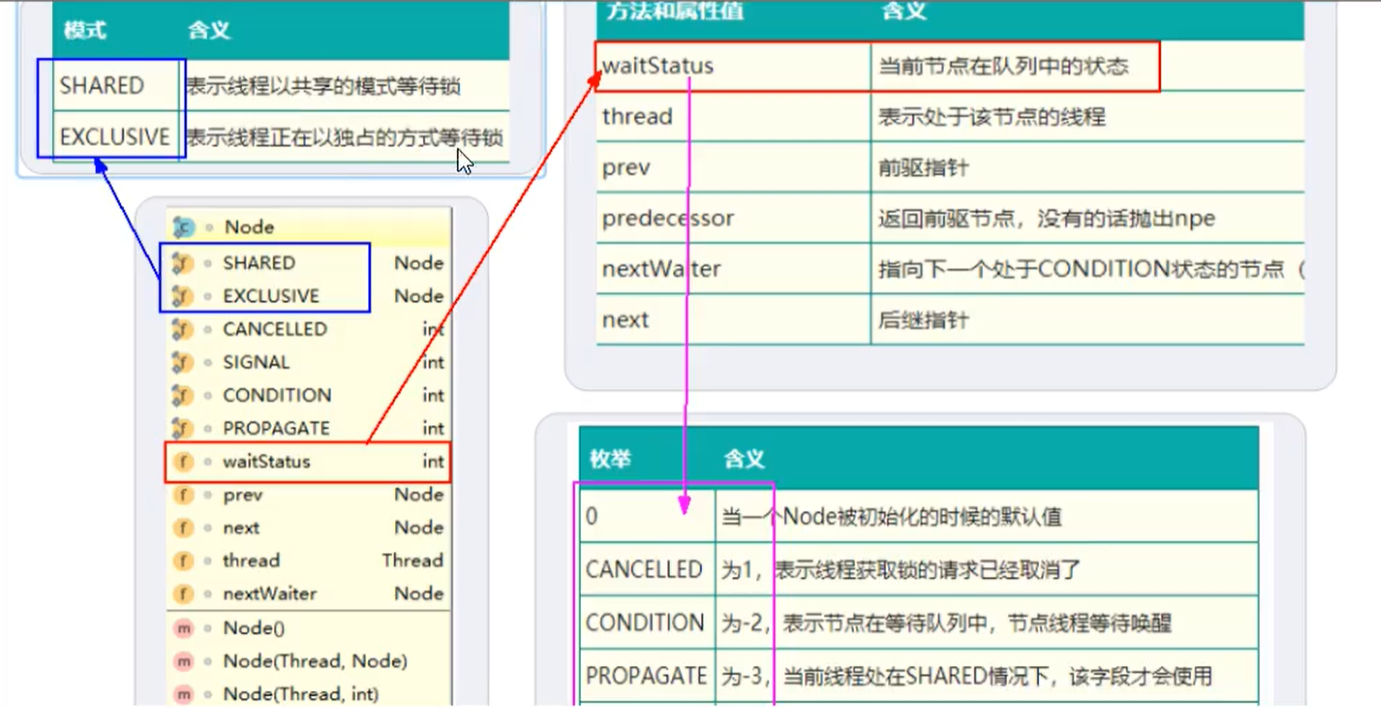 模式 含义
SHARED 表示线程以共享的模式等待锁
EXCLUSIVE 表示线程正在以独占的方式等待锁
方法和属性值 含义
waitStatus 当前节点在队列中的状态
thread 表示处于该节点的线程
prev 前驱指针
predecessor 返回前驱节点，没有的话抛出npe
nextWaiter 指向下一个处于CONDITION状态的节点（
next 后继指针
Node
SHARED Node
EXCLUSIVE Node
CANCELLED int
SIGNAL int
CONDITION int
PROPAGATE int
waitStatus int
prev Node
next Node
thread Thread
nextWaiter Node
Node()
Node(Thread, Node)
Node(Thread, int)
枚举 含义
0 当一个Node被初始化的时候的默认值
CANCELLED 为1，表示线程获取锁的请求已经取消了
CONDITION 为-2，表示节点在等待队列中，节点线程等待唤醒
PROPAGATE 为-3，当前线程处在SHARED情况下，该字段才会使用